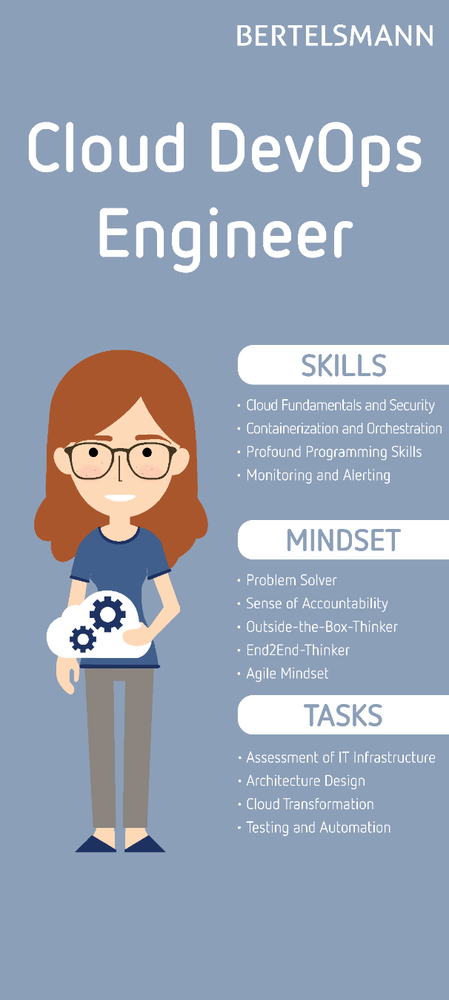 BERTELSMANN
Cloud DevOps
Engineer
SKILLS
• Cloud Fundamentals and Security
• Containerization and Orchestration
• Profound Programming Skills
• Monitoring and Alerting
MINDSET
• Problem Solver
• Sense of Accountability
• Outside-the-Box-Thinker
• End2End-Thinker
• Agile Mindset
TASKS
• Assessment of IT Infrastructure
• Architecture Design
• Cloud Transformation
• Testing and Automation